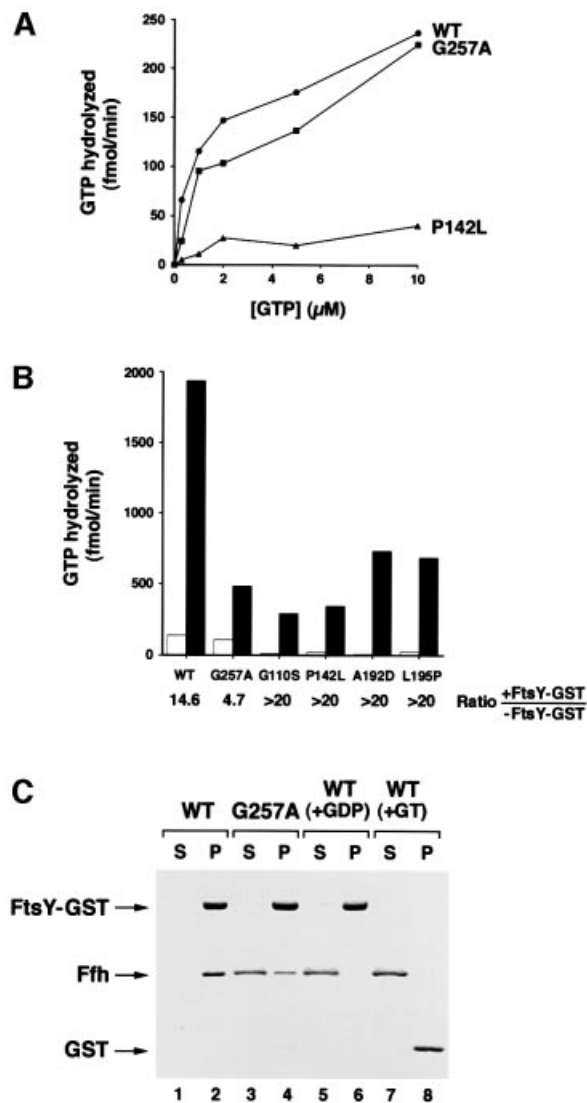 A
GTP hydrolyzed
(fmol/min)
250
200
150
100
50
0
0 2 4 6 8 10
[GTP] (µM)
WT
G257A
P142L
B
GTP hydrolyzed
(fmol/min)
2000
1500
1000
500
0
WT G257A G110S P142L A192D L195P
14.6 4.7 >20 >20 >20 >20
Ratio +FtsY-GST
-FtsY-GST
C
WT G257A WT (+GDP) WT (+GT)
S P S P S P S P
FtsY-GST
Ffh
GST
1 2 3 4 5 6 7 8